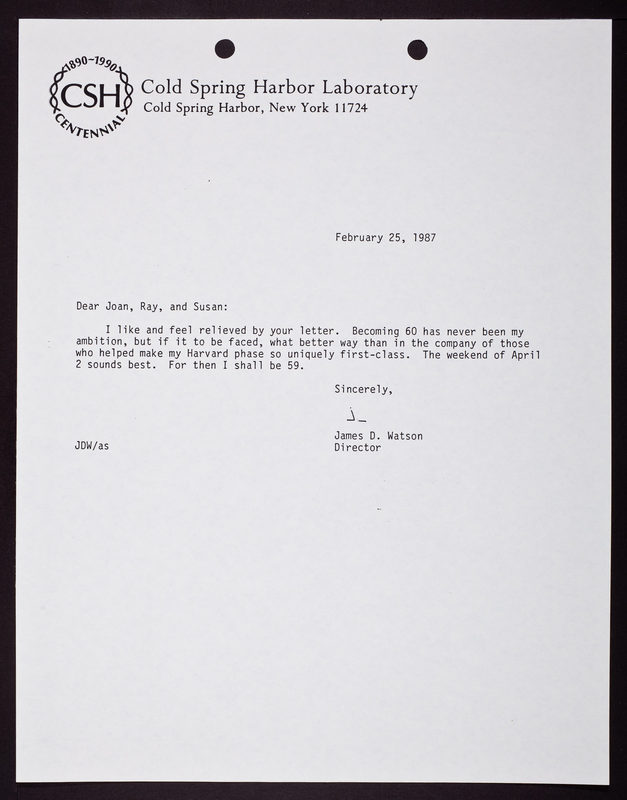 1890-1990
CSH
CENTENNIAL
Cold Spring Harbor Laboratory
Cold Spring Harbor, New York 11724
February 25, 1987
Dear Joan, Ray, and Susan:
I like and feel relieved by your letter. Becoming 60 has never been my
ambition, but if it to be faced, what better way than in the company of those
who helped make my Harvard phase so uniquely first-class. The weekend of April
2 sounds best. For then I shall be 59.
Sincerely,
J—
James D. Watson
JDW/as
Director